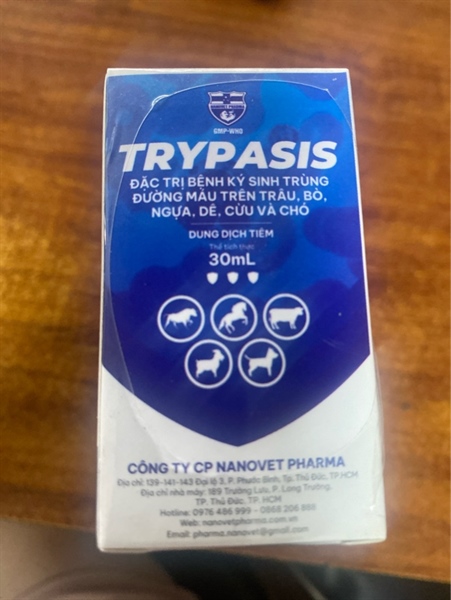 GMP-WHO
TRYPASIS
ĐẶC TRỊ BỆNH KÝ SINH TRÙNG
ĐƯỜNG MÁU TRÊN TRÂU, BÒ,
NGỰA, DÊ, CỪU VÀ CHÓ
DUNG DỊCH TIÊM
Thể tích thực
30mL
CÔNG TY CP NANOVET PHARMA
Địa chỉ: 139-141-143 Đại lộ 3, P. Phước Bình, Tp. Thủ Đức, TP.HCM
Địa chỉ nhà máy: 189 Trường Lưu, P. Long Trường,
TP. Thủ Đức, TP. HCM
Hotline: 0976 486 999 - 0868 206 886
Web: nanovetpharma.com.vn
Email: pharma.nanovet@gmail.com